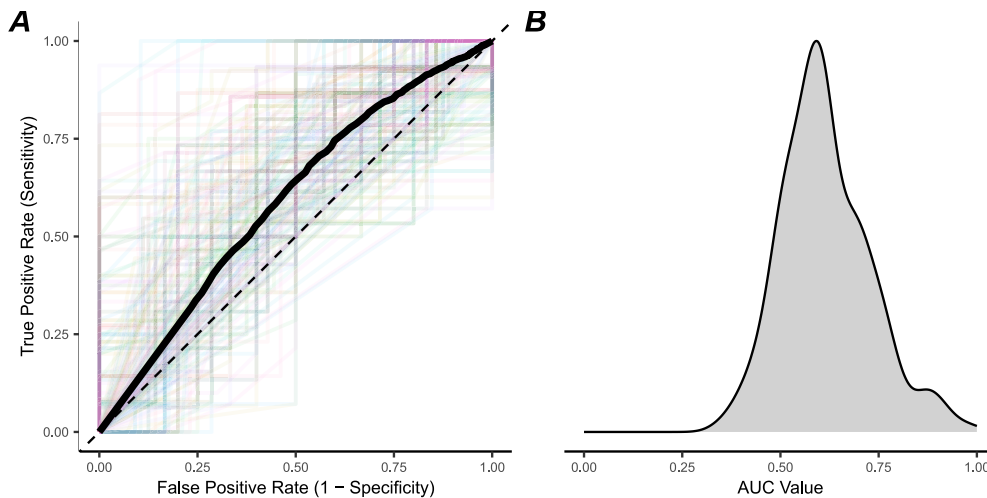 A
B
True Positive Rate (Sensitivity)
1.00
0.75
0.50
0.25
0.00
0.00 0.25 0.50 0.75 1.00
False Positive Rate (1 − Specificity)
0.00 0.25 0.50 0.75 1.00
AUC Value